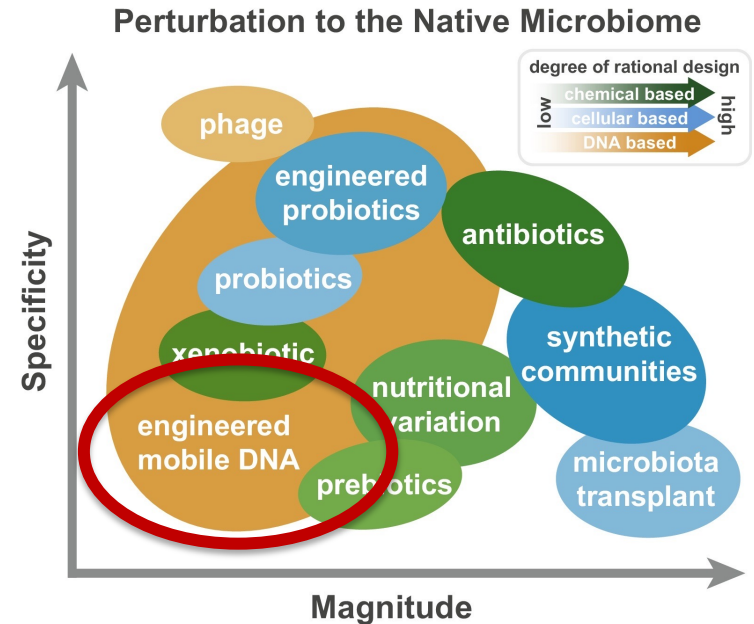 Perturbation to the Native Microbiome
degree of rational design
chemical based
low
cellular based
high
DNA based
phage
engineered
probiotics
antibiotics
probiotics
xenobiotic
synthetic
communities
nutritional
variation
engineered
mobile DNA
prebiotics
microbiota
transplant
Specificity
Magnitude